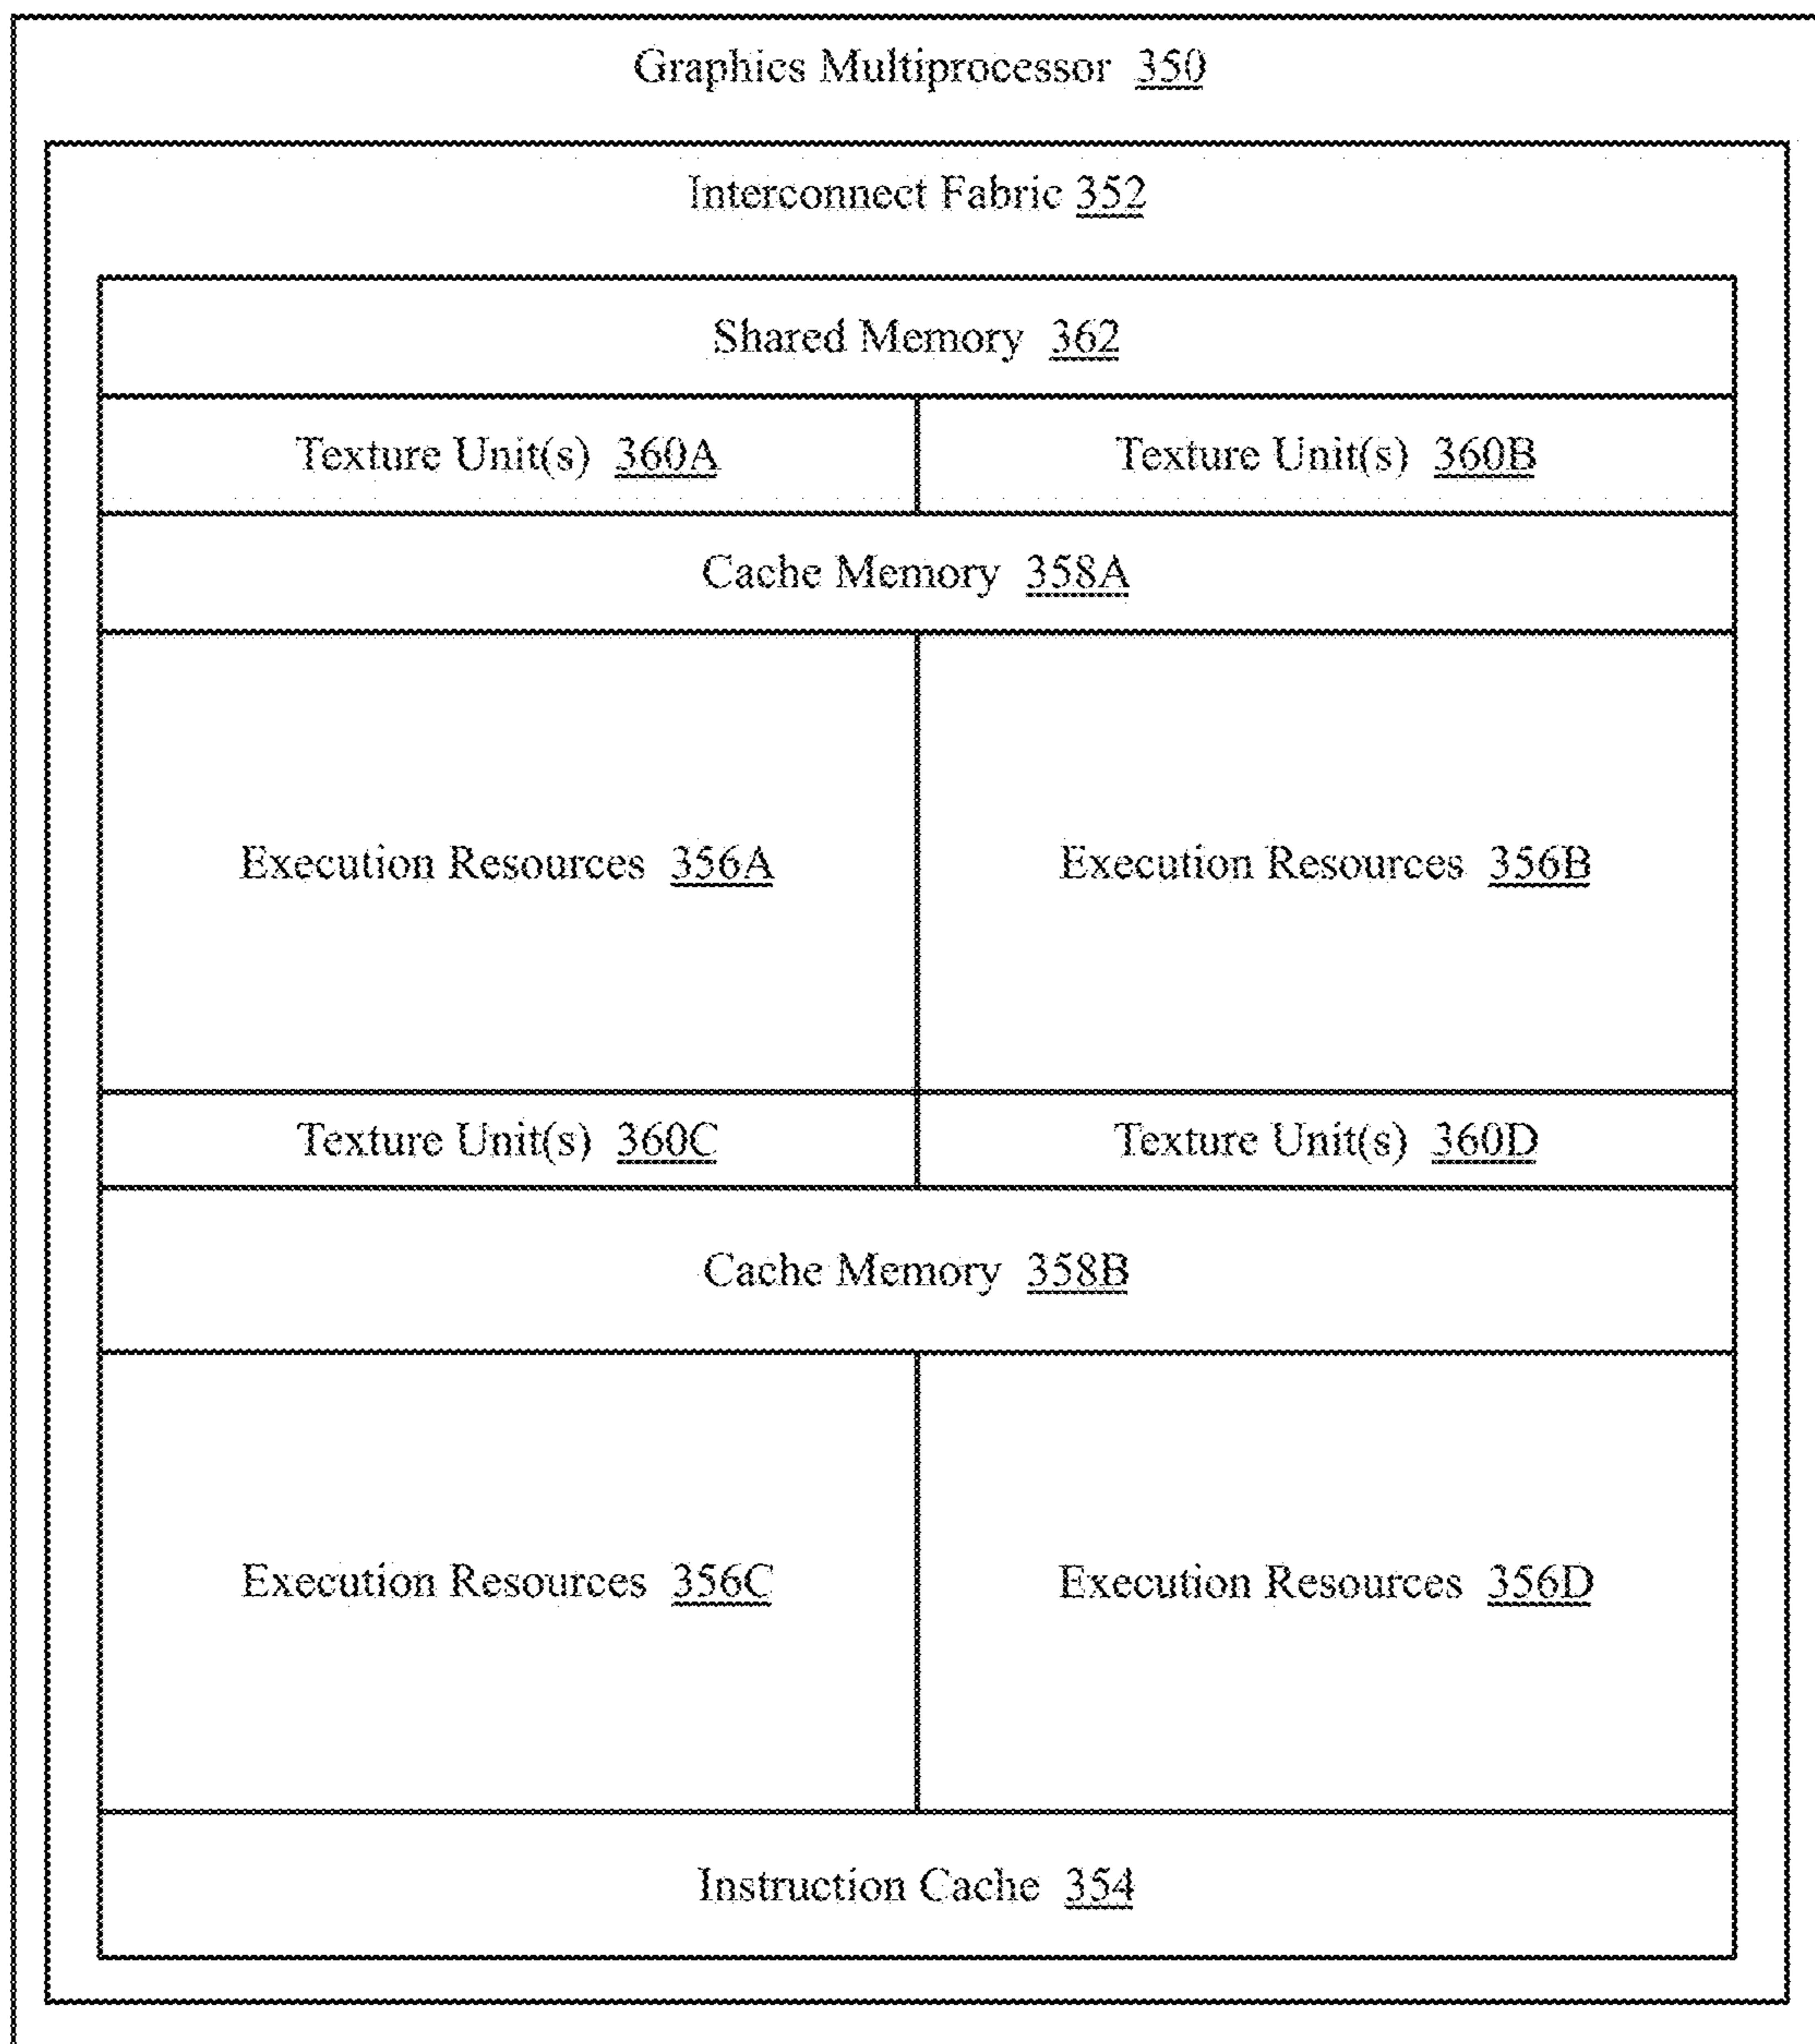 Graphics Multiprocessor 350
Interconnect Fabric 352
Shared Memory 362
Texture Unit(s) 360A
Texture Unit(s) 360B
Cache Memory 358A
Execution Resources 356A
Execution Resources 356B
Texture Unit(s) 360C
Texture Unit(s) 360D
Cache Memory 358B
Execution Resources 356C
Execution Resources 356D
Instruction Cache 354